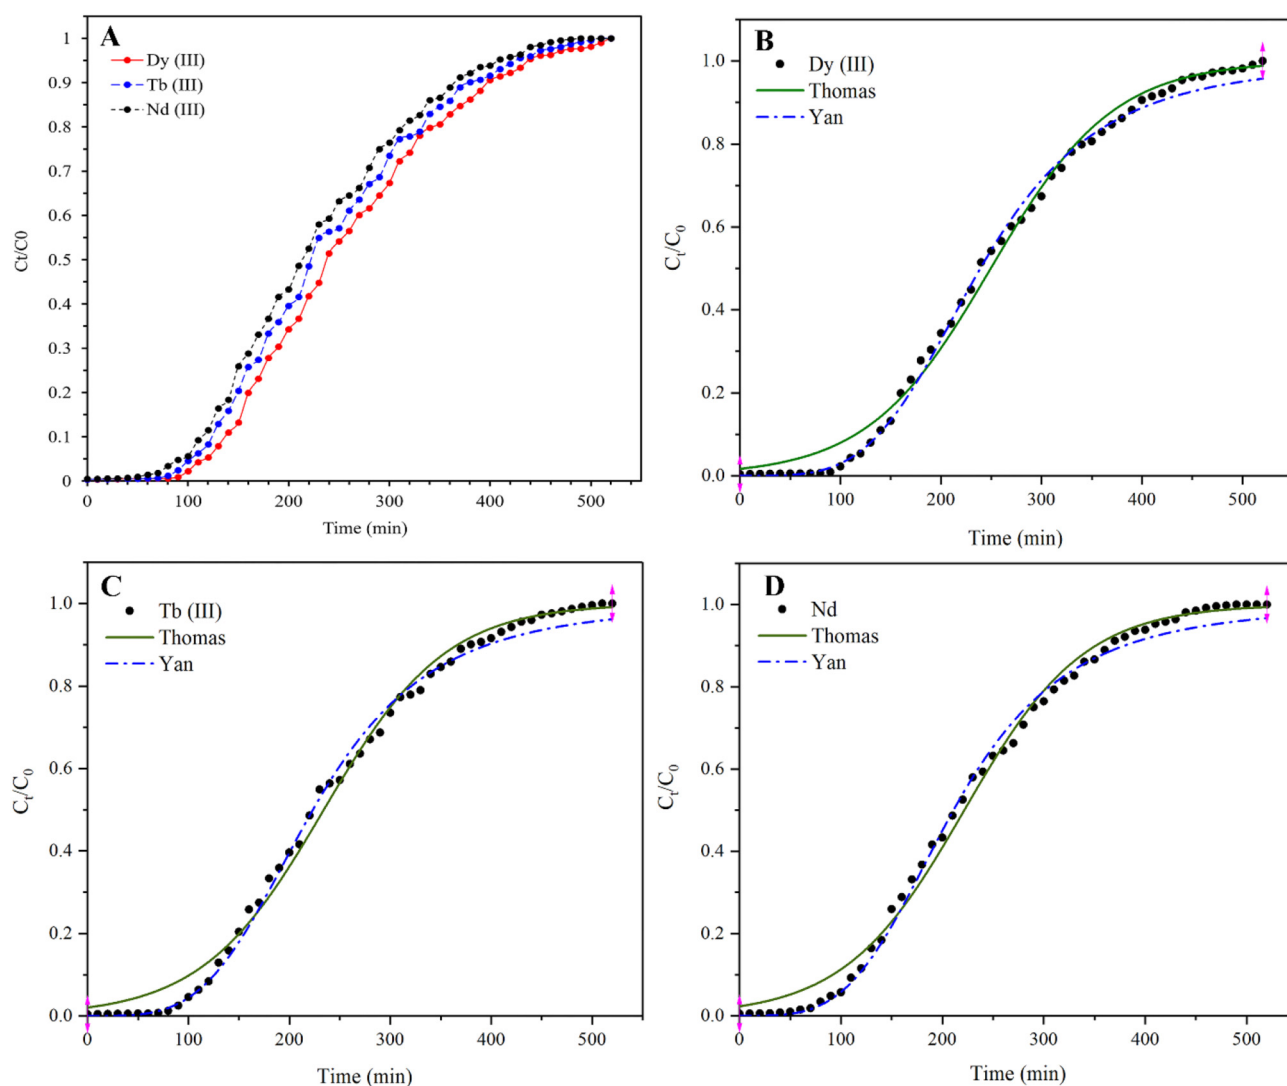 A
Dy (III)
Tb (III)
Nd (III)
1
0.9
0.8
0.7
0.6
0.5
0.4
0.3
0.2
0.1
0
Ct/C0
0 100 200 300 400 500
Time (min)
B
Dy (III)
Thomas
Yan
1.0
0.8
0.6
0.4
0.2
0.0
Ct/C0
0 100 200 300 400 500
Time (min)
C
Tb (III)
Thomas
Yan
1.0
0.8
0.6
0.4
0.2
0.0
Ct/C0
0 100 200 300 400 500
Time (min)
D
Nd
Thomas
Yan
1.0
0.8
0.6
0.4
0.2
0.0
Ct/C0
0 100 200 300 400 500
Time (min)